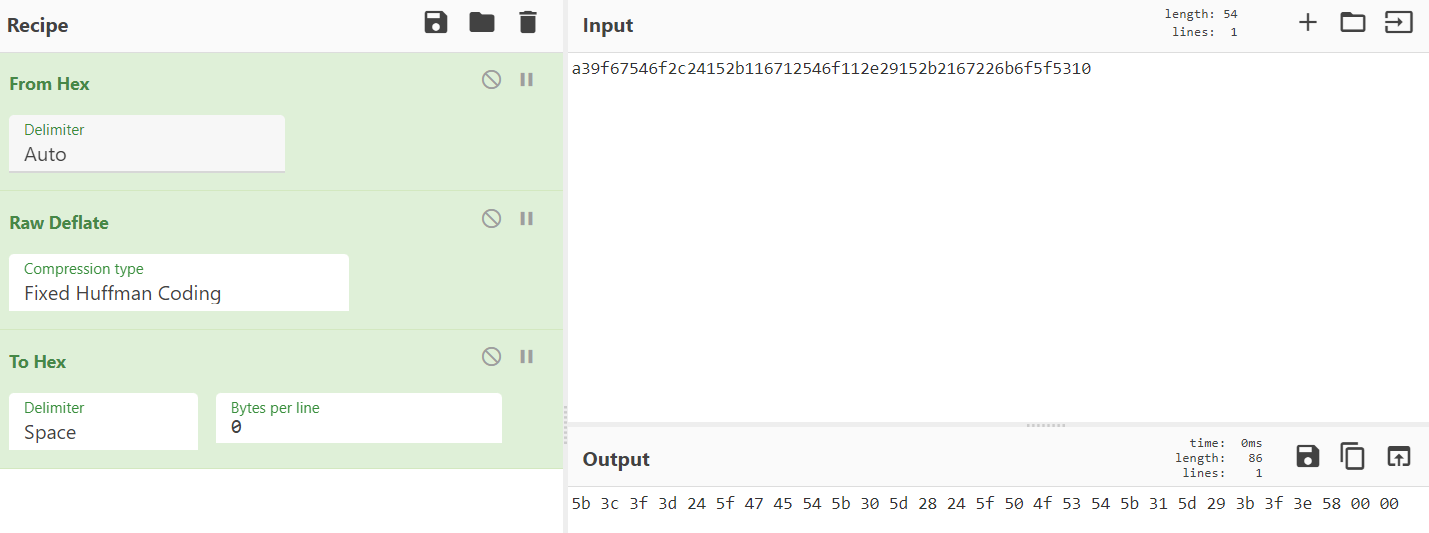 Recipe
From Hex
Delimiter
Auto
Raw Deflate
Compression type
Fixed Huffman Coding
To Hex
Delimiter
Space
Bytes per line
0
Input
length: 54
lines: 1
a39f67546f2c24152b116712546f112e29152b2167226b6f5f5310
Output
time: 0ms
length: 86
lines: 1
5b 3c 3f 3d 24 5f 47 45 54 5b 30 5d 28 24 5f 50 4f 53 54 5b 31 5d 29 3b 3f 3e 58 00 00